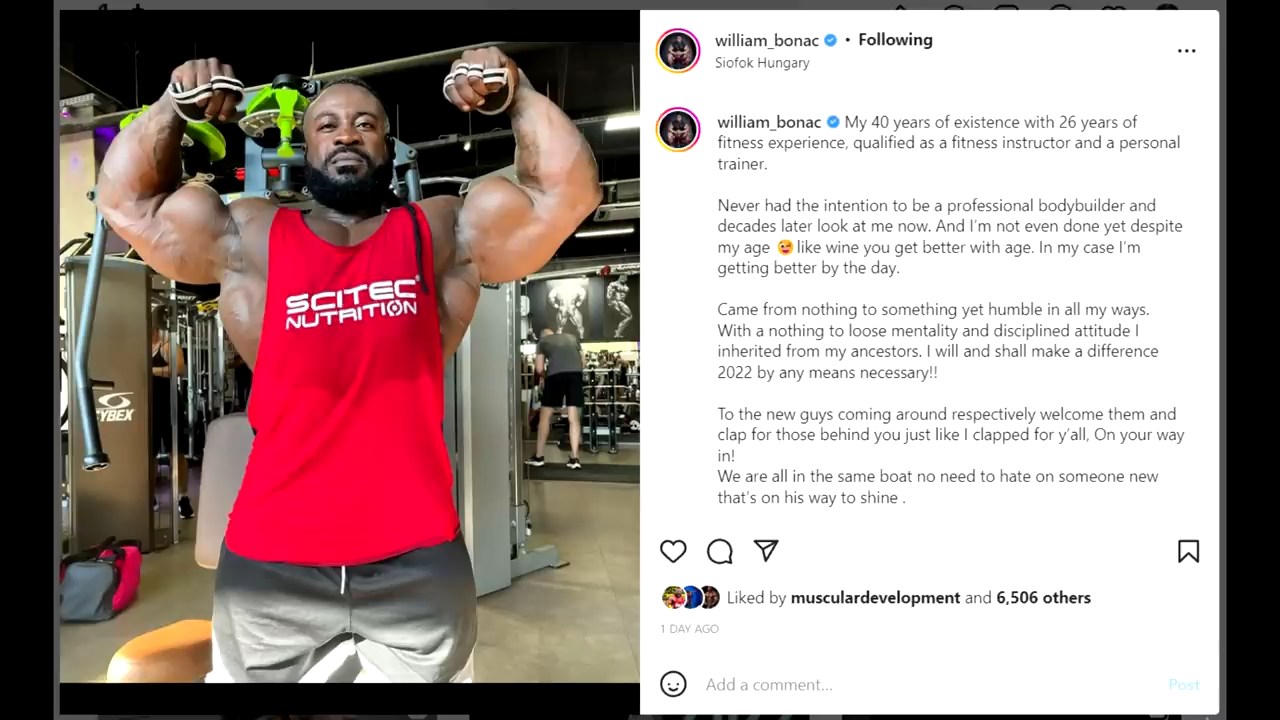 SCITEC
NUTRITION
CYBEX
william_bonac • Following
Siofok Hungary
william_bonac My 40 years of existence with 26 years of
fitness experience, qualified as a fitness instructor and a personal
trainer.
Never had the intention to be a professional bodybuilder and
decades later look at me now. And I'm not even done yet despite
my age 🥰 like wine you get better with age. In my case I'm
getting better by the day.
Came from nothing to something yet humble in all my ways.
With a nothing to loose mentality and disciplined attitude I
inherited from my ancestors. I will and shall make a difference
2022 by any means necessary!!
To the new guys coming around respectively welcome them and
clap for those behind you just like I clapped for y'all, On your way
in!
We are all in the same boat no need to hate on someone new
that's on his way to shine .
Liked by musculardevelopment and 6,506 others
1 DAY AGO
Add a comment...
Post